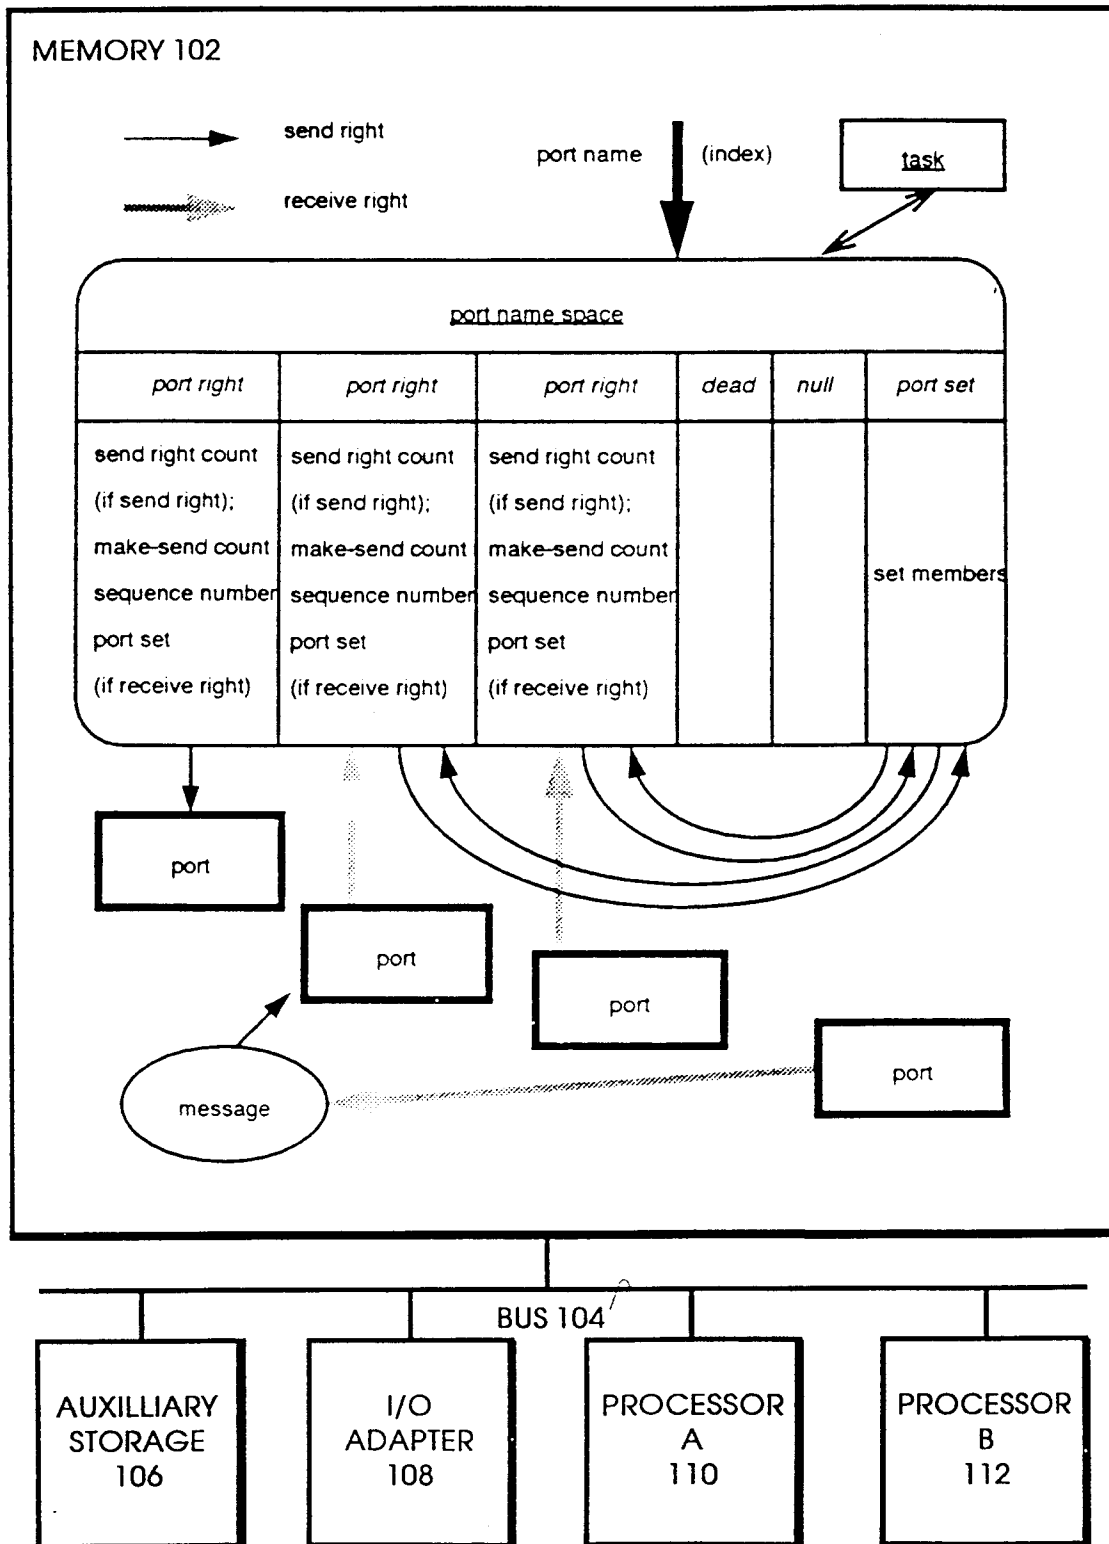 MEMORY 102
send right
receive right
port name
(index)
task
port name space
port right
port right
port right
dead
null
port set
send right count
(if send right);
make-send count
sequence number
port set
(if receive right)
send right count
(if send right);
make-send count
sequence number
port set
(if receive right)
send right count
(if send right);
make-send count
sequence number
port set
(if receive right)
set members
port
port
port
port
message
BUS 104
AUXILLIARY
STORAGE
106
I/O
ADAPTER
108
PROCESSOR
A
110
PROCESSOR
B
112